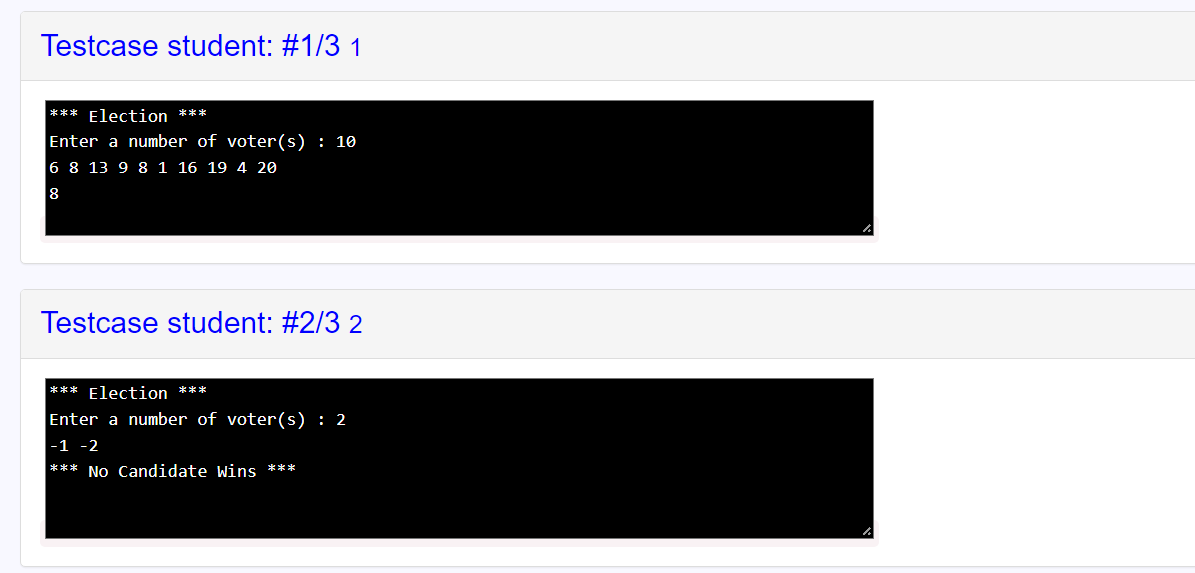 Testcase student: #1/3 1
*** Election ***
Enter a number of voter(s) : 10
6 8 13 9 8 1 16 19 4 20
8
Testcase student: #2/3 2
*** Election ***
Enter a number of voter(s) : 2
-1 -2
*** No Candidate Wins ***